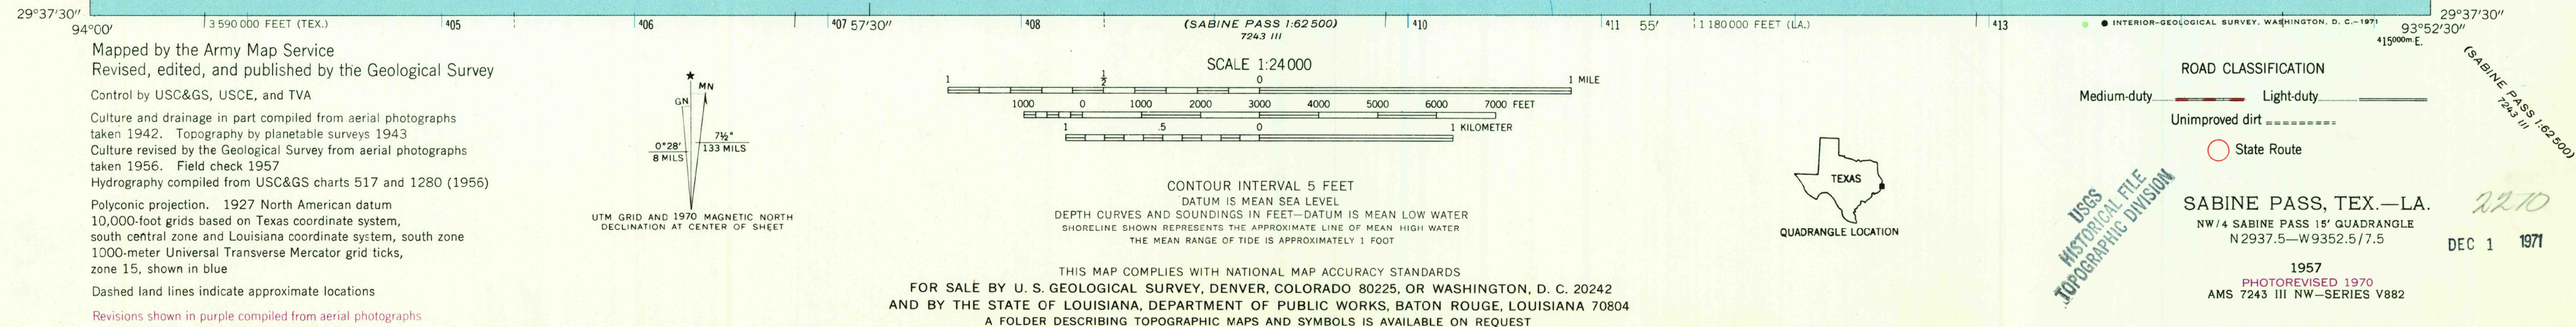 29°37'30"
94°00'
3 590 000 FEET (TEX.)
405
406
407 57'30"
408
(SABINE PASS 1:62 500)
7243 III
410
411
55'
1 180 000 FEET (LA.)
413
INTERIOR-GEOLOGICAL SURVEY, WASHINGTON, D. C.-1971
29°37'30"
93°52'30"
415000m.E.
(SABINE PASS 1:62 500)
7243 III
Mapped by the Army Map Service
Revised, edited, and published by the Geological Survey
Control by USC&GS, USCE, and TVA
Culture and drainage in part compiled from aerial photographs
taken 1942. Topography by planetable surveys 1943
Culture revised by the Geological Survey from aerial photographs
taken 1956. Field check 1957
Hydrography compiled from USC&GS charts 517 and 1280 (1956)
Polyconic projection. 1927 North American datum
10,000-foot grids based on Texas coordinate system,
south central zone and Louisiana coordinate system, south zone
1000-meter Universal Transverse Mercator grid ticks,
zone 15, shown in blue
Dashed land lines indicate approximate locations
Revisions shown in purple compiled from aerial photographs
★
MN
GN
7½°
133 MILS
0°28'
8 MILS
UTM GRID AND 1970 MAGNETIC NORTH
DECLINATION AT CENTER OF SHEET
SCALE 1:24 000
1 ½ 0 1 MILE
1000 0 1000 2000 3000 4000 5000 6000 7000 FEET
1 .5 0 1 KILOMETER
CONTOUR INTERVAL 5 FEET
DATUM IS MEAN SEA LEVEL
DEPTH CURVES AND SOUNDINGS IN FEET—DATUM IS MEAN LOW WATER
SHORELINE SHOWN REPRESENTS THE APPROXIMATE LINE OF MEAN HIGH WATER
THE MEAN RANGE OF TIDE IS APPROXIMATELY 1 FOOT
THIS MAP COMPLIES WITH NATIONAL MAP ACCURACY STANDARDS
FOR SALE BY U. S. GEOLOGICAL SURVEY, DENVER, COLORADO 80225, OR WASHINGTON, D. C. 20242
AND BY THE STATE OF LOUISIANA, DEPARTMENT OF PUBLIC WORKS, BATON ROUGE, LOUISIANA 70804
A FOLDER DESCRIBING TOPOGRAPHIC MAPS AND SYMBOLS IS AVAILABLE ON REQUEST
TEXAS
QUADRANGLE LOCATION
ROAD CLASSIFICATION
Medium-duty Light-duty
Unimproved dirt
State Route
USGS
HISTORICAL FILE
TOPOGRAPHIC DIVISION
SABINE PASS, TEX.—LA.
NW/4 SABINE PASS 15' QUADRANGLE
N2937.5—W9352.5/7.5
1957
PHOTOREVISED 1970
AMS 7243 III NW—SERIES V882
2270
DEC 1 1971